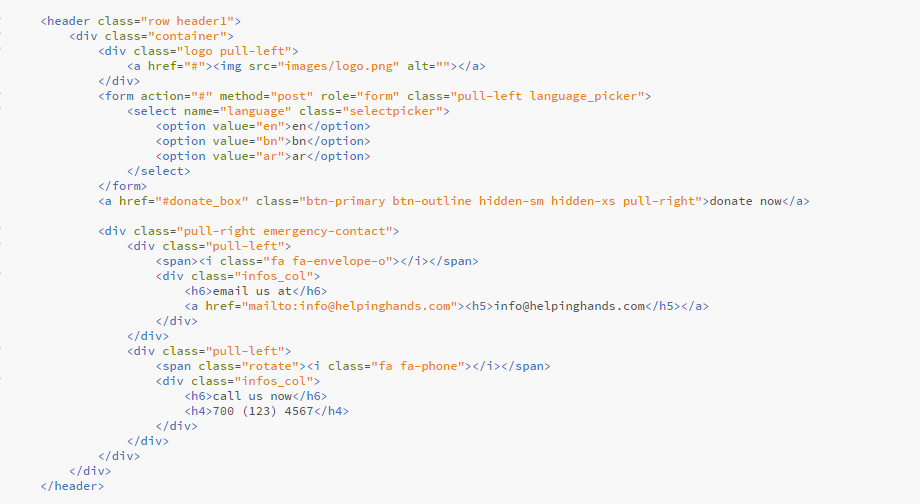 <header class="row header1">
<div class="container">
<div class="logo pull-left">
<a href="#"><img src="images/logo.png" alt=""></a>
</div>
<form action="#" method="post" role="form" class="pull-left language_picker">
<select name="language" class="selectpicker">
<option value="en">en</option>
<option value="bn">bn</option>
<option value="ar">ar</option>
</select>
</form>
<a href="#donate_box" class="btn-primary btn-outline hidden-sm hidden-xs pull-right">donate now</a>
<div class="pull-right emergency-contact">
<div class="pull-left">
<span><i class="fa fa-envelope-o"></i></span>
<div class="infos_col">
<h6>email us at</h6>
<a href="mailto:info@helpinghands.com"><h5>info@helpinghands.com</h5></a>
</div>
</div>
<div class="pull-left">
<span class="rotate"><i class="fa fa-phone"></i></span>
<div class="infos_col">
<h6>call us now</h6>
<h4>700 (123) 4567</h4>
</div>
</div>
</div>
</div>
</header>